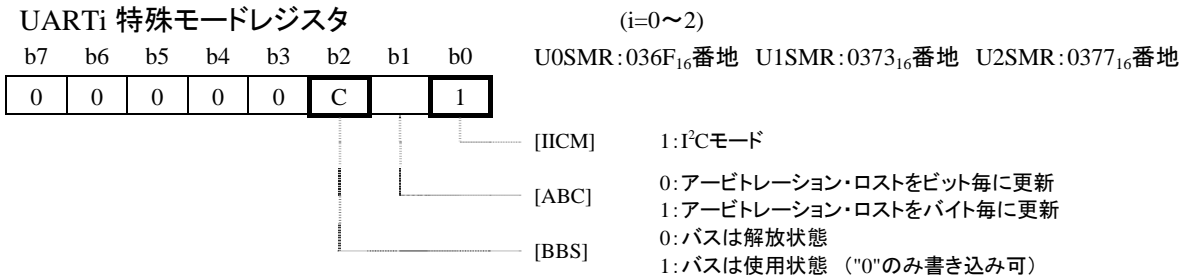 UARTi 特殊モードレジスタ (i=0～2)
b7 b6 b5 b4 b3 b2 b1 b0 U0SMR:036F₁₆番地 U1SMR:0373₁₆番地 U2SMR:0377₁₆番地
0 0 0 0 0 C 1
[IICM] 1:I²Cモード
[ABC] 0:アービトレーション・ロストをビット毎に更新
1:アービトレーション・ロストをバイト毎に更新
[BBS] 0:バスは解放状態
1:バスは使用状態 ("0"のみ書き込み可)